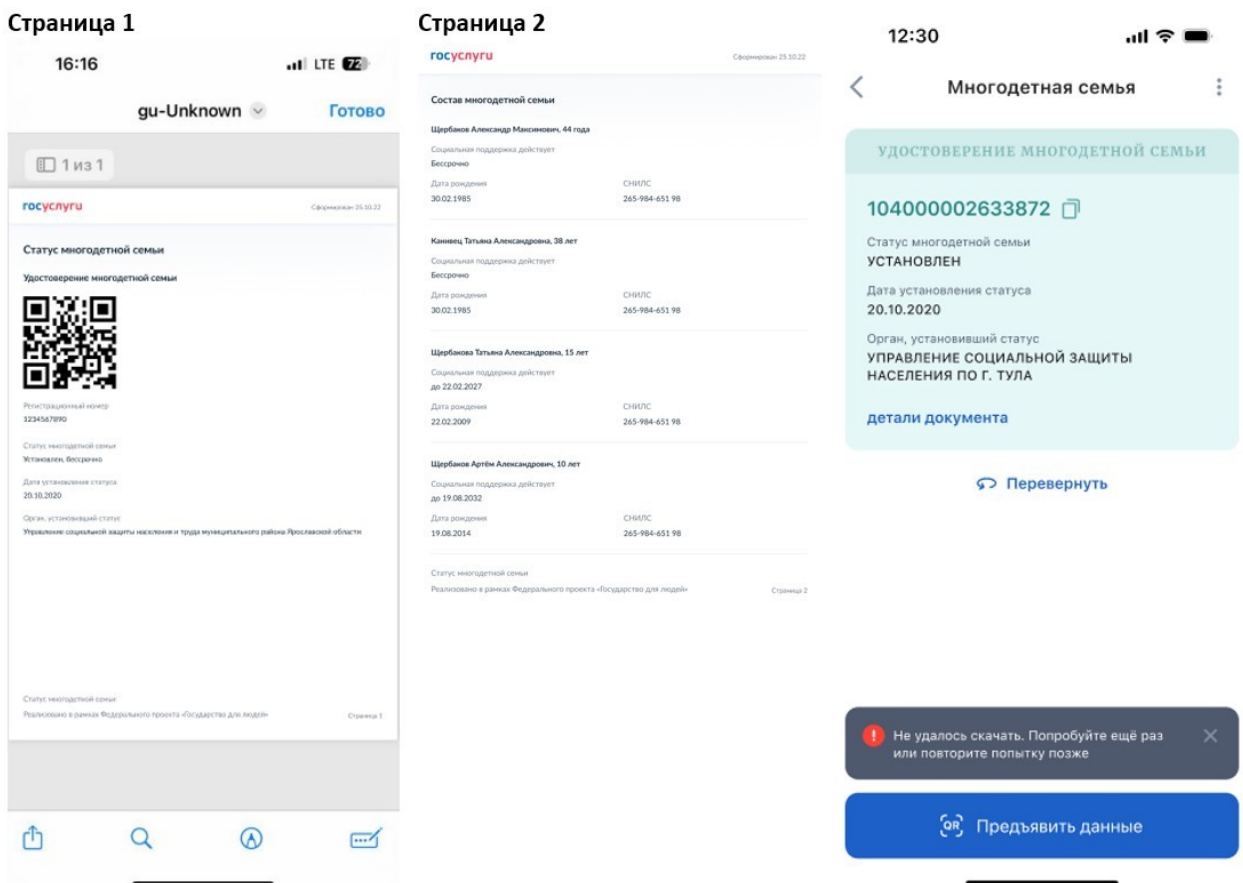 Страница 1
16:16
LTE 72
gu-Unknown
Готово
1 из 1
госуслуги
Сформирован 25.10.22
Статус многодетной семьи
Удостоверение многодетной семьи
Регистрационный номер
1234567890
Статус многодетной семьи
Установлен, бессрочно
Дата установления статуса
20.10.2020
Орган, установивший статус
Управление социальной защиты населения и труда муниципального района Ярославской области
Статус многодетной семьи
Реализовано в рамках Федерального проекта «Государство для людей»
Страница 1
Страница 2
госуслуги
Сформирован 25.10.22
Состав многодетной семьи
Щербаков Александр Максимович, 44 года
Социальная поддержка действует
Бессрочно
Дата рождения СНИЛС
30.02.1985 265-984-651 98
Канивец Татьяна Александровна, 38 лет
Социальная поддержка действует
Бессрочно
Дата рождения СНИЛС
30.02.1985 265-984-651 98
Щербакова Татьяна Александровна, 15 лет
Социальная поддержка действует
до 22.02.2027
Дата рождения СНИЛС
22.02.2009 265-984-651 98
Щербаков Артём Александрович, 10 лет
Социальная поддержка действует
до 19.08.2032
Дата рождения СНИЛС
19.08.2014 265-984-651 98
Статус многодетной семьи
Реализовано в рамках Федерального проекта «Государство для людей»
Страница 2
12:30
Многодетная семья
УДОСТОВЕРЕНИЕ МНОГОДЕТНОЙ СЕМЬИ
104000002633872
Статус многодетной семьи
УСТАНОВЛЕН
Дата установления статуса
20.10.2020
Орган, установивший статус
УПРАВЛЕНИЕ СОЦИАЛЬНОЙ ЗАЩИТЫ
НАСЕЛЕНИЯ ПО Г. ТУЛА
детали документа
Перевернуть
Не удалось скачать. Попробуйте ещё раз
или повторите попытку позже
QR Предъявить данные